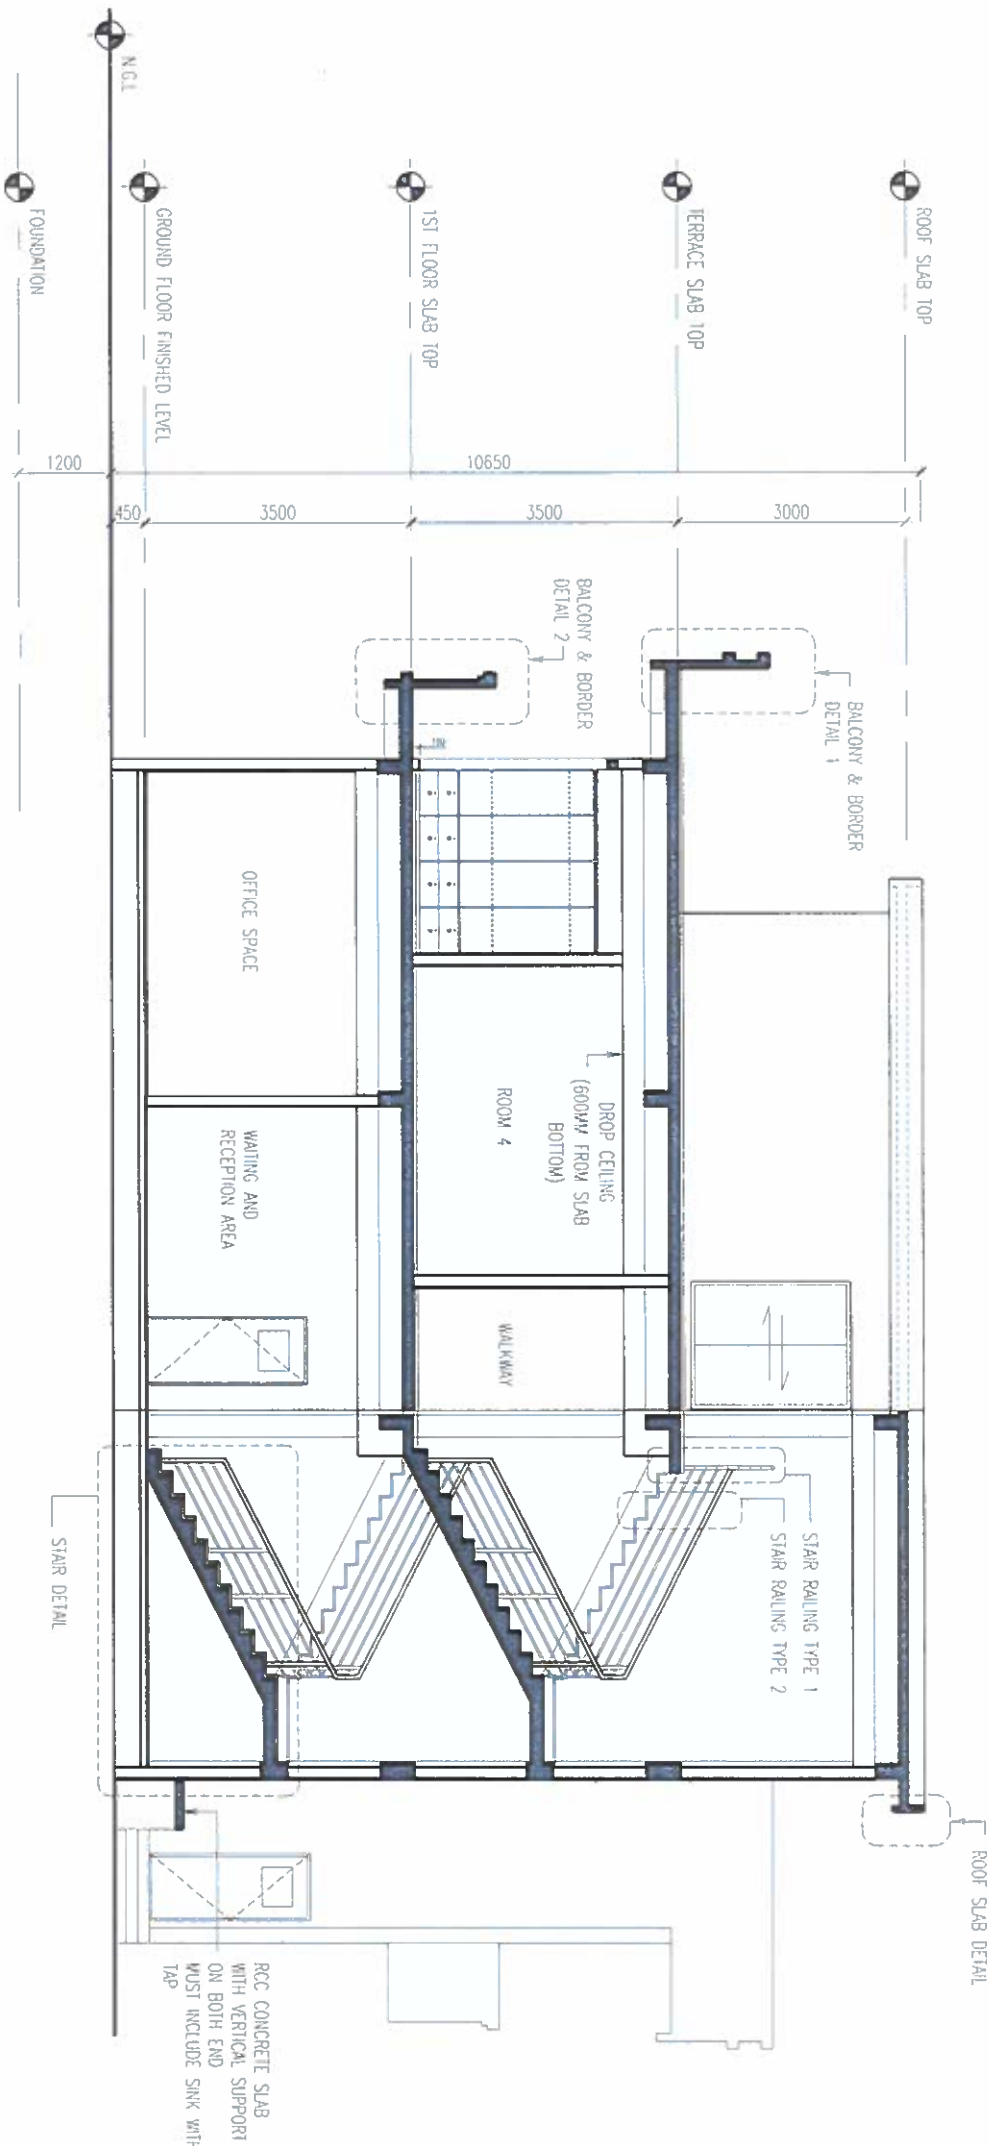 ROOF SLAB TOP
TERRACE SLAB TOP
1ST FLOOR SLAB TOP
GROUND FLOOR FINISHED LEVEL
N.G.L
FOUNDATION
10650
1200
3000
3500
3500
450
BALCONY & BORDER
DETAIL 1
BALCONY & BORDER
DETAIL 2
OFFICE SPACE
DROP CEILING
(600MM FROM SLAB
BOTTOM)
ROOM 4
WAITING AND
RECEPTION AREA
WALKWAY
STAIR RAILING TYPE 1
STAIR RAILING TYPE 2
STAIR DETAIL
ROOF SLAB DETAIL
RCC CONCRETE SLAB
WITH VERTICAL SUPPORT
ON BOTH END
MUST INCLUDE SINK WITH
TAP